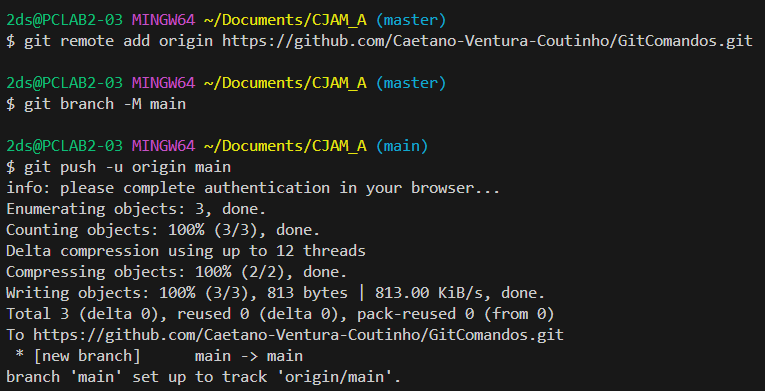 2ds@PCLAB2-03 MINGW64 ~/Documents/CJAM_A (master)
$ git remote add origin https://github.com/Caetano-Ventura-Coutinho/GitComandos.git
2ds@PCLAB2-03 MINGW64 ~/Documents/CJAM_A (master)
$ git branch -M main
2ds@PCLAB2-03 MINGW64 ~/Documents/CJAM_A (main)
$ git push -u origin main
info: please complete authentication in your browser...
Enumerating objects: 3, done.
Counting objects: 100% (3/3), done.
Delta compression using up to 12 threads
Compressing objects: 100% (2/2), done.
Writing objects: 100% (3/3), 813 bytes | 813.00 KiB/s, done.
Total 3 (delta 0), reused 0 (delta 0), pack-reused 0 (from 0)
To https://github.com/Caetano-Ventura-Coutinho/GitComandos.git
 * [new branch]      main -> main
branch 'main' set up to track 'origin/main'.